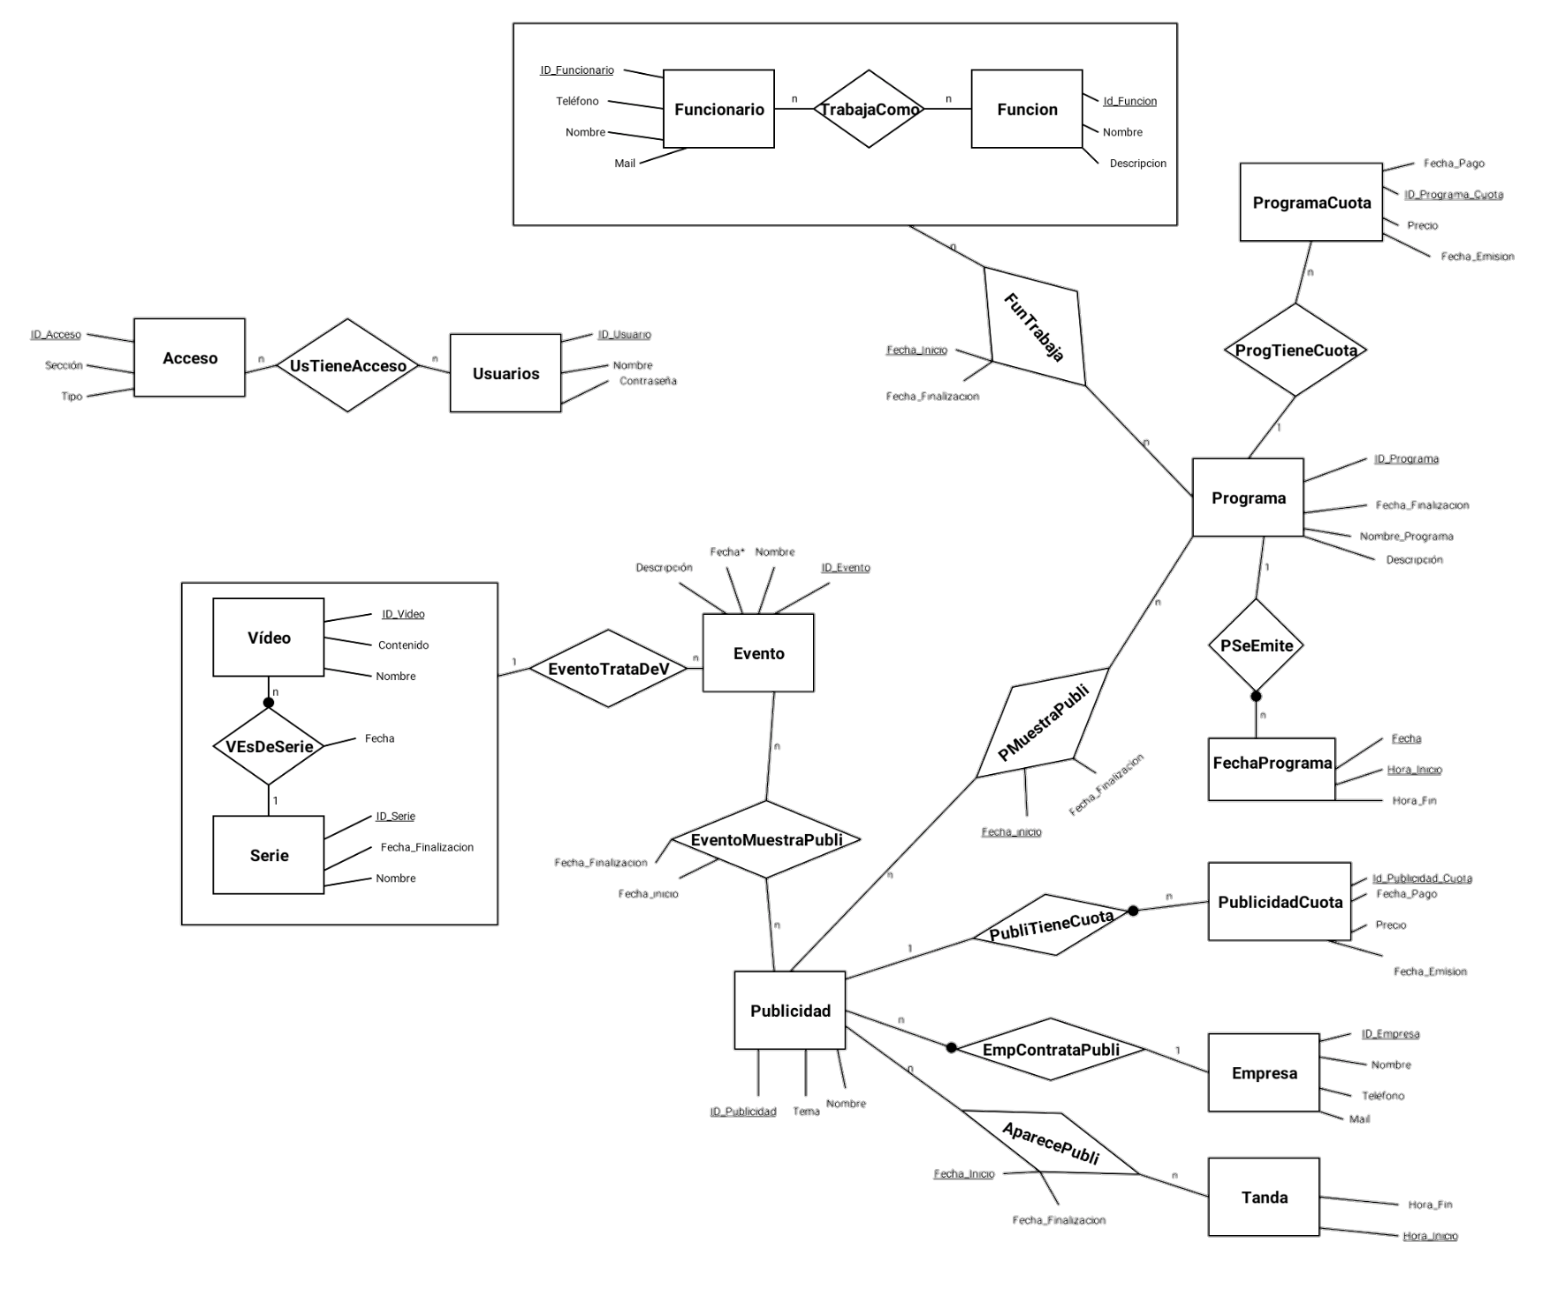 ID_Funcionario
Teléfono
Nombre
Mail
Funcionario
n
TrabajaComo
n
Funcion
Id_Funcion
Nombre
Descripcion
n
FunTrabaja
Fecha_Inicio
Fecha_Finalizacion
n
ProgramaCuota
Fecha_Pago
ID_Programa_Cuota
Precio
Fecha_Emision
n
ProgTieneCuota
1
ID_Acceso
Sección
Tipo
Acceso
n
UsTieneAcceso
n
Usuarios
ID_Usuario
Nombre
Contraseña
Programa
ID_Programa
Fecha_Finalizacion
Nombre_Programa
Descripción
1
PSeEmite
n
FechaPrograma
Fecha
Hora_Inicio
Hora_Fin
Vídeo
ID_Video
Contenido
Nombre
n
VEsDeSerie
Fecha
1
Serie
ID_Serie
Fecha_Finalizacion
Nombre
1
EventoTrataDeV
n
Descripción
Fecha*
Nombre
ID_Evento
Evento
n
EventoMuestraPubli
Fecha_Finalizacion
Fecha_inicio
n
n
PMuestraPubli
Fecha_inicio
Fecha_Finalizacion
n
Publicidad
ID_Publicidad
Tema
Nombre
1
PubliTieneCuota
n
PublicidadCuota
Id_Publicidad_Cuota
Fecha_Pago
Precio
Fecha_Emision
n
EmpContrataPubli
1
Empresa
ID_Empresa
Nombre
Teléfono
Mail
n
AparecePubli
Fecha_Inicio
Fecha_Finalizacion
n
Tanda
Hora_Fin
Hora_Inicio